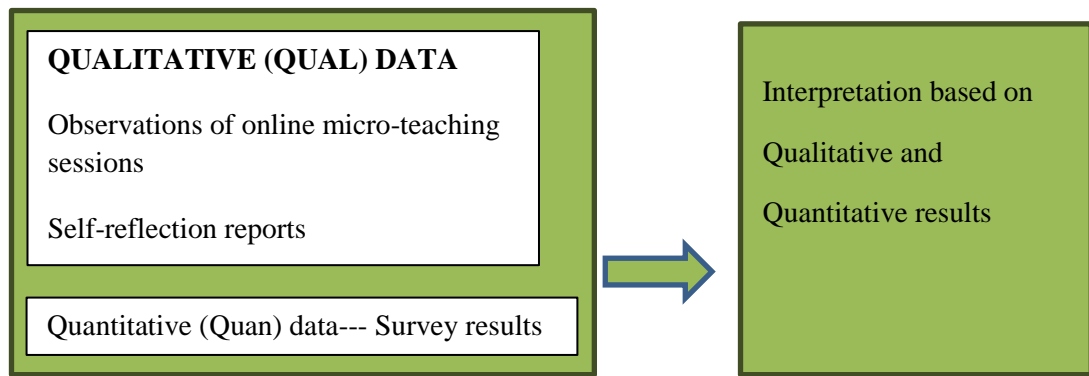 QUALITATIVE (QUAL) DATA
Observations of online micro-teaching
sessions
Self-reflection reports
Quantitative (Quan) data--- Survey results
Interpretation based on
Qualitative and
Quantitative results